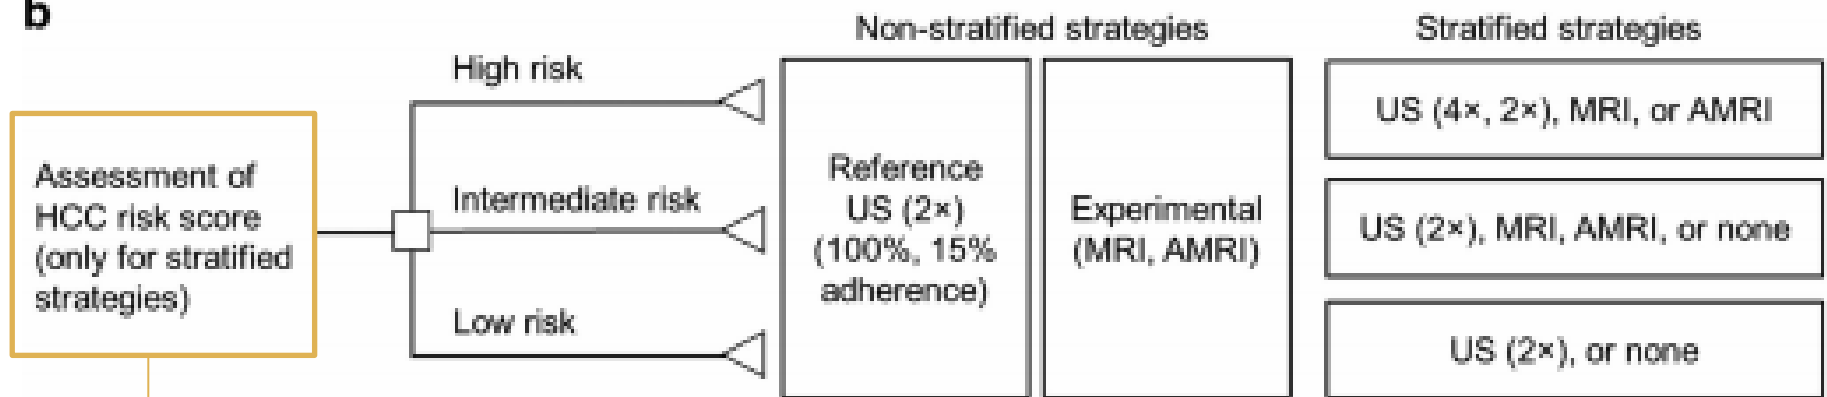 b
Non-stratified strategies
Stratified strategies
High risk
US (4×, 2×), MRI, or AMRI
Assessment of
HCC risk score
(only for stratified
strategies)
Intermediate risk
Reference
US (2×)
(100%, 15%
adherence)
Experimental
(MRI, AMRI)
US (2×), MRI, AMRI, or none
Low risk
US (2×), or none